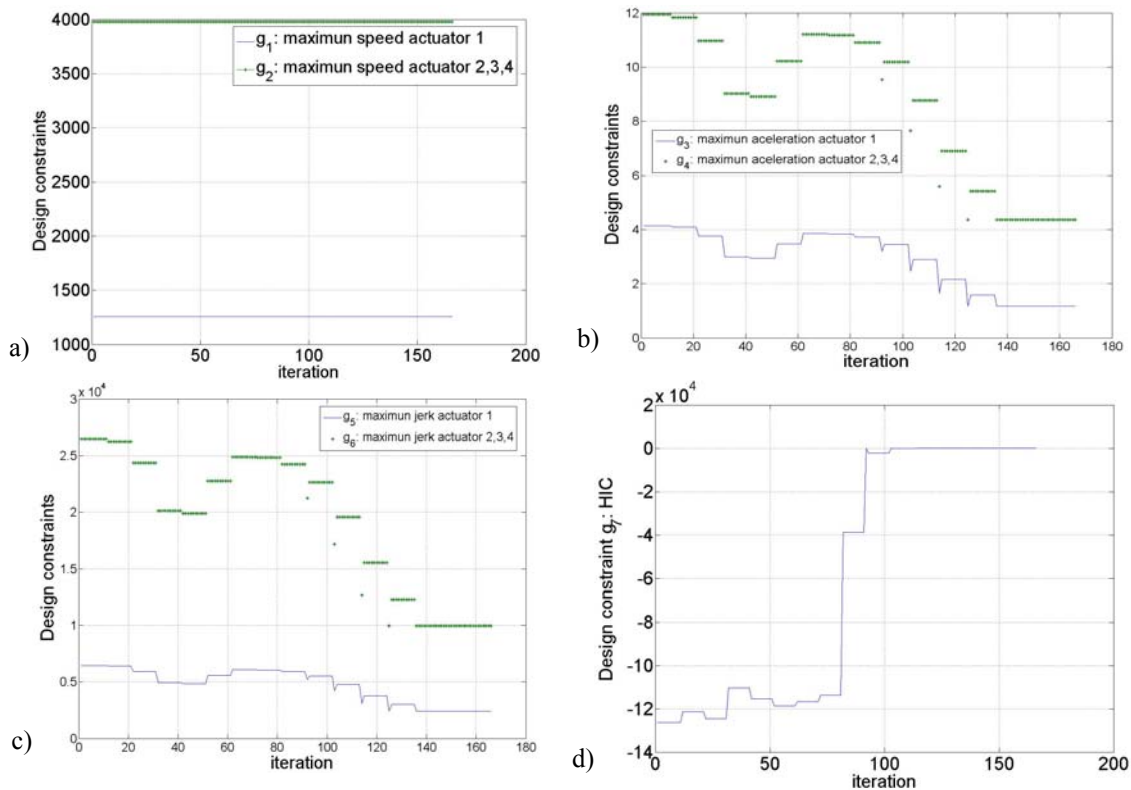 4000
3500
3000
2500
2000
1500
1000
Design constraints
g1: maximun speed actuator 1
g2: maximun speed actuator 2,3,4
0 50 100 150 200
iteration
a)
12
10
8
6
4
2
0
Design constraints
g3: maximun aceleration actuator 1
g4: maximun aceleration actuator 2,3,4
0 20 40 60 80 100 120 140 160 180
iteration
b)
x 10^4
3
2.5
2
1.5
1
0.5
0
Design constraints
g5: maximun jerk actuator 1
g6: maximun jerk actuator 2,3,4
0 20 40 60 80 100 120 140 160 180
iteration
c)
x 10^4
2
0
-2
-4
-6
-8
-10
-12
-14
Design constraint g7: HIC
0 50 100 150 200
iteration
d)